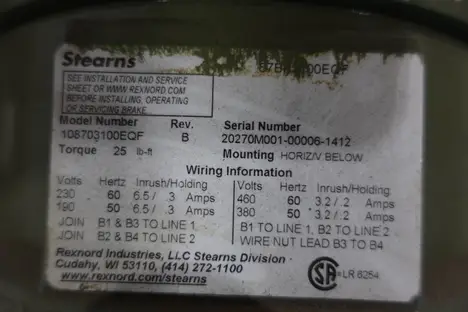 Stearns
SEE INSTALLATION AND SERVICE
SHEET OR WWW.REXNORD.COM
BEFORE INSTALLING, OPERATING
OR SERVICING BRAKE.
Model Number Rev. Serial Number
108703100EQF B 20270M001-00006-1412
Torque 25 lb-ft Mounting HORIZ/V BELOW
Wiring Information
Volts Hertz Inrush/Holding Volts Hertz Inrush/Holding
230 60 6.5 / .3 Amps 460 60 3.2 / .2 Amps
190 50 6.5 / .3 Amps 380 50 3.2 / .2 Amps
JOIN B1 & B3 TO LINE 1 B1 TO LINE 1, B2 TO LINE 2
JOIN B2 & B4 TO LINE 2 WIRE NUT LEAD B3 TO B4
Rexnord Industries, LLC Stearns Division
Cudahy, WI 53110, (414) 272-1100
www.rexnord.com/stearns
SA ® LR 6254